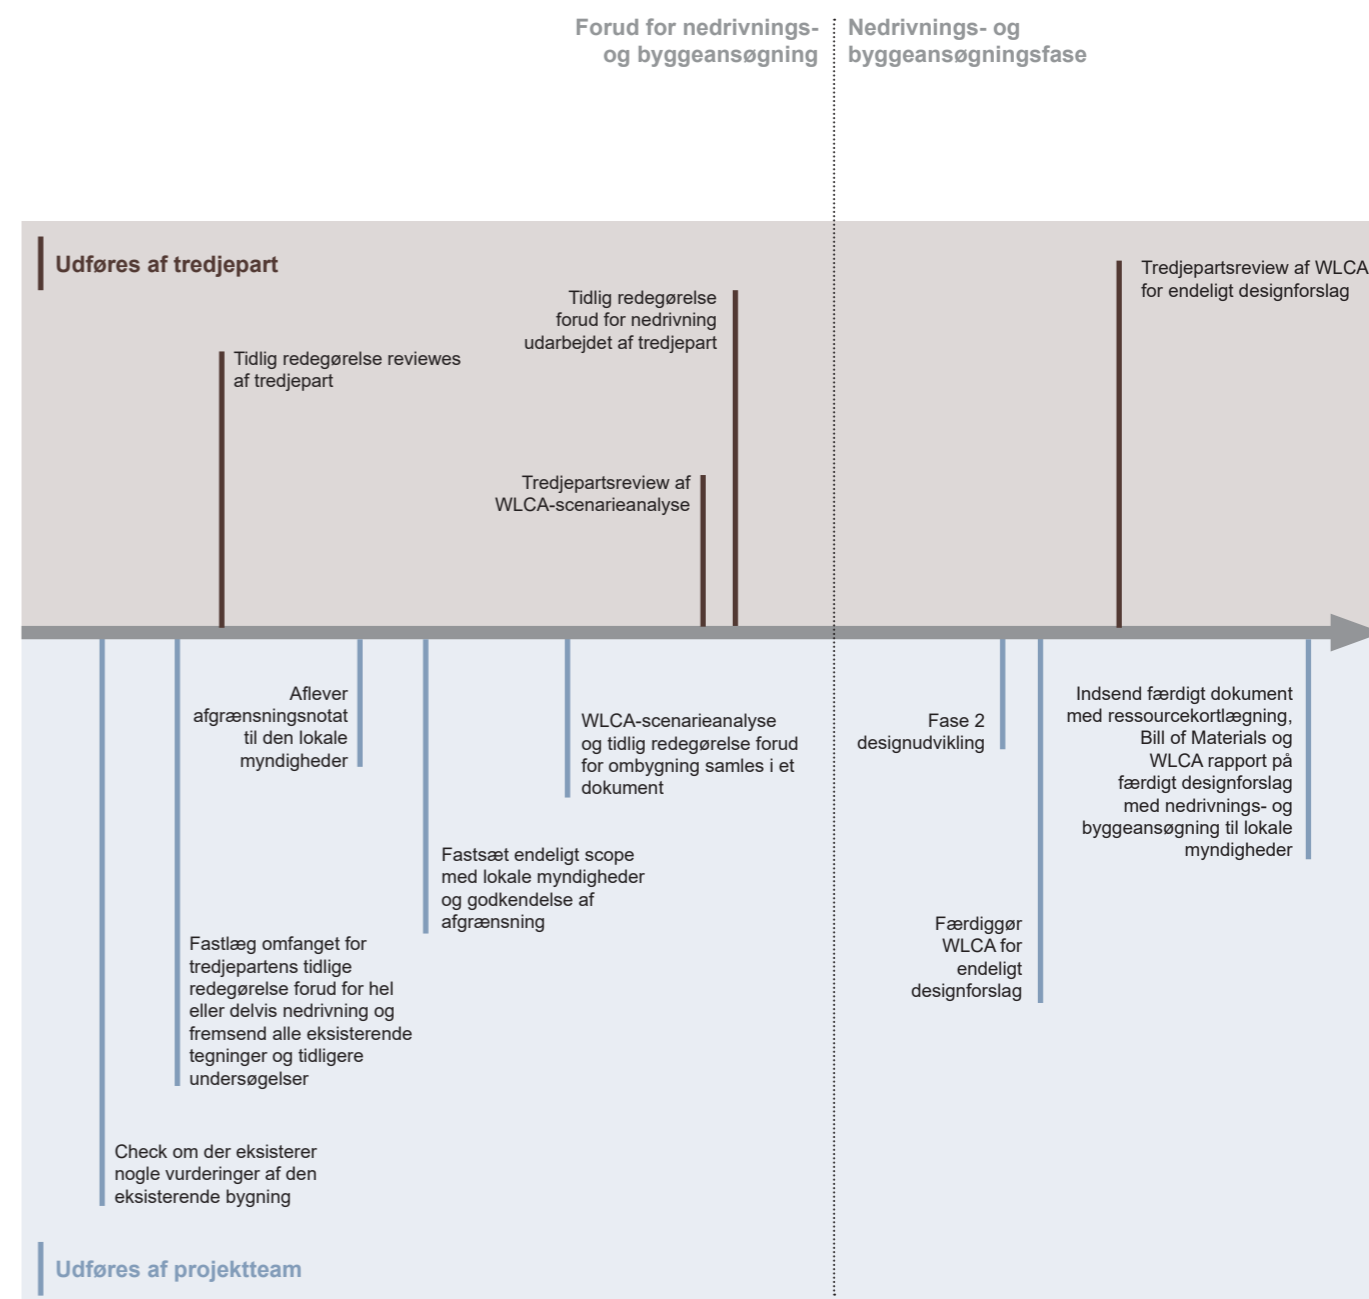 Forud for nedrivnings-
og byggeansøgning
Nedrivnings- og
byggeansøgningsfase
Udføres af tredjepart
Tidlig redegørelse reviewes
af tredjepart
Tidlig redegørelse
forud for nedrivning
udarbejdet af tredjepart
Tredjepartsreview af
WLCA-scenarieanalyse
Tredjepartsreview af WLCA
for endeligt designforslag
Aflever
afgrænsningsnotat
til den lokale
myndigheder
WLCA-scenarieanalyse
og tidlig redegørelse forud
for ombygning samles i et
dokument
Fastsæt endeligt scope
med lokale myndigheder
og godkendelse af
afgrænsning
Fastlæg omfanget for
tredjepartens tidlige
redegørelse forud for hel
eller delvis nedrivning og
fremsend alle eksisterende
tegninger og tidligere
undersøgelser
Check om der eksisterer
nogle vurderinger af den
eksisterende bygning
Fase 2
designudvikling
Færdiggør
WLCA for
endeligt
designforslag
Indsend færdigt dokument
med ressourcekortlægning,
Bill of Materials og
WLCA rapport på
færdigt designforslag
med nedrivnings- og
byggeansøgning til lokale
myndigheder
Udføres af projektteam